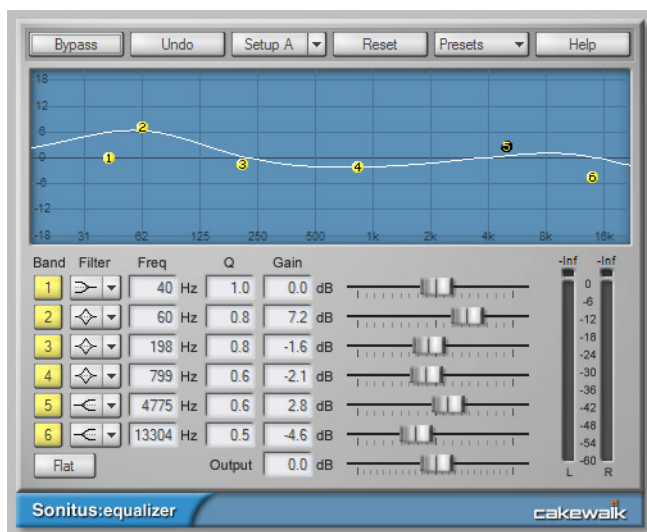 Bypass Undo Setup A Reset Presets Help
18
12
6
0
-6
-12
-18 31 62 125 250 500 1k 2k 4k 8k 16k
1 2 3 4 5 6
Band Filter Freq Q Gain -Inf -Inf
1 40 Hz 1.0 0.0 dB
2 60 Hz 0.8 7.2 dB
3 198 Hz 0.8 -1.6 dB
4 799 Hz 0.6 -2.1 dB
5 4775 Hz 0.6 2.8 dB
6 13304 Hz 0.5 -4.6 dB
Flat Output 0.0 dB
0
-6
-12
-18
-24
-30
-36
-42
-48
-54
-60
L R
Sonitus:equalizer cakewalk